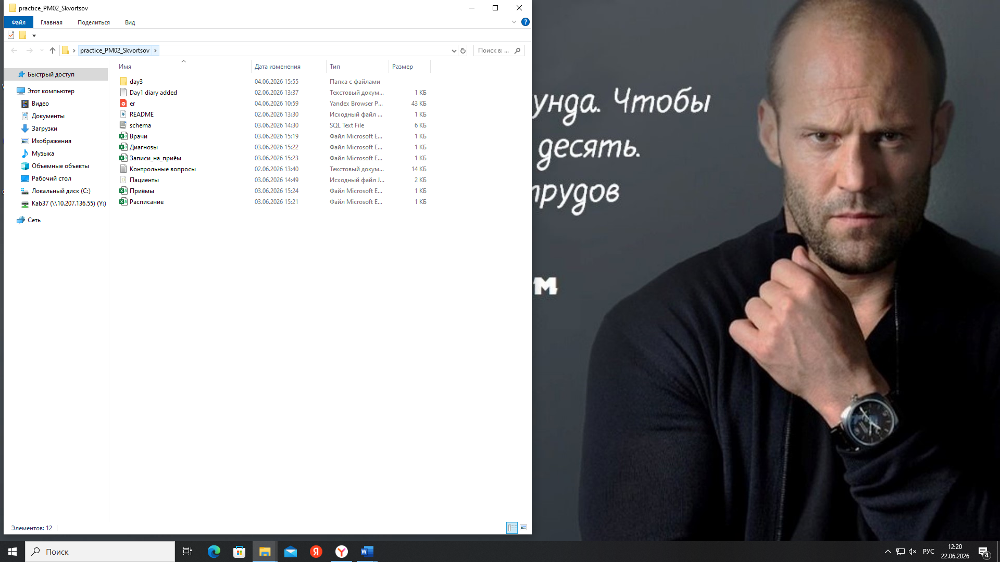 practice_PM02_Skvortsov
Файл Главная Поделиться Вид
practice_PM02_Skvortsov
Поиск в: ...
Имя Дата изменения Тип Размер
Быстрый доступ
Этот компьютер
Видео
Документы
Загрузки
Изображения
Музыка
Объемные объекты
Рабочий стол
Локальный диск (C:)
Kab37 (\\10.207.136.55) (Y:)
Сеть
day3 04.06.2026 15:55 Папка с файлами
Day1 diary added 02.06.2026 13:37 Текстовый докум... 1 КБ
er 04.06.2026 10:59 Yandex Browser P... 43 КБ
README 02.06.2026 13:30 Исходный файл ... 1 КБ
schema 03.06.2026 14:30 SQL Text File 6 КБ
Врачи 03.06.2026 15:19 Файл Microsoft E... 1 КБ
Диагнозы 03.06.2026 15:22 Файл Microsoft E... 1 КБ
Записи_на_приём 03.06.2026 15:23 Файл Microsoft E... 1 КБ
Контрольные вопросы 02.06.2026 13:40 Текстовый докум... 14 КБ
Пациенты 03.06.2026 14:49 Исходный файл J... 2 КБ
Приёмы 03.06.2026 15:24 Файл Microsoft E... 1 КБ
Расписание 03.06.2026 15:21 Файл Microsoft E... 1 КБ
Элементов: 12
унда. Чтобы
десять.
трудов
м
Поиск
РУС
12:20
22.06.2026
4